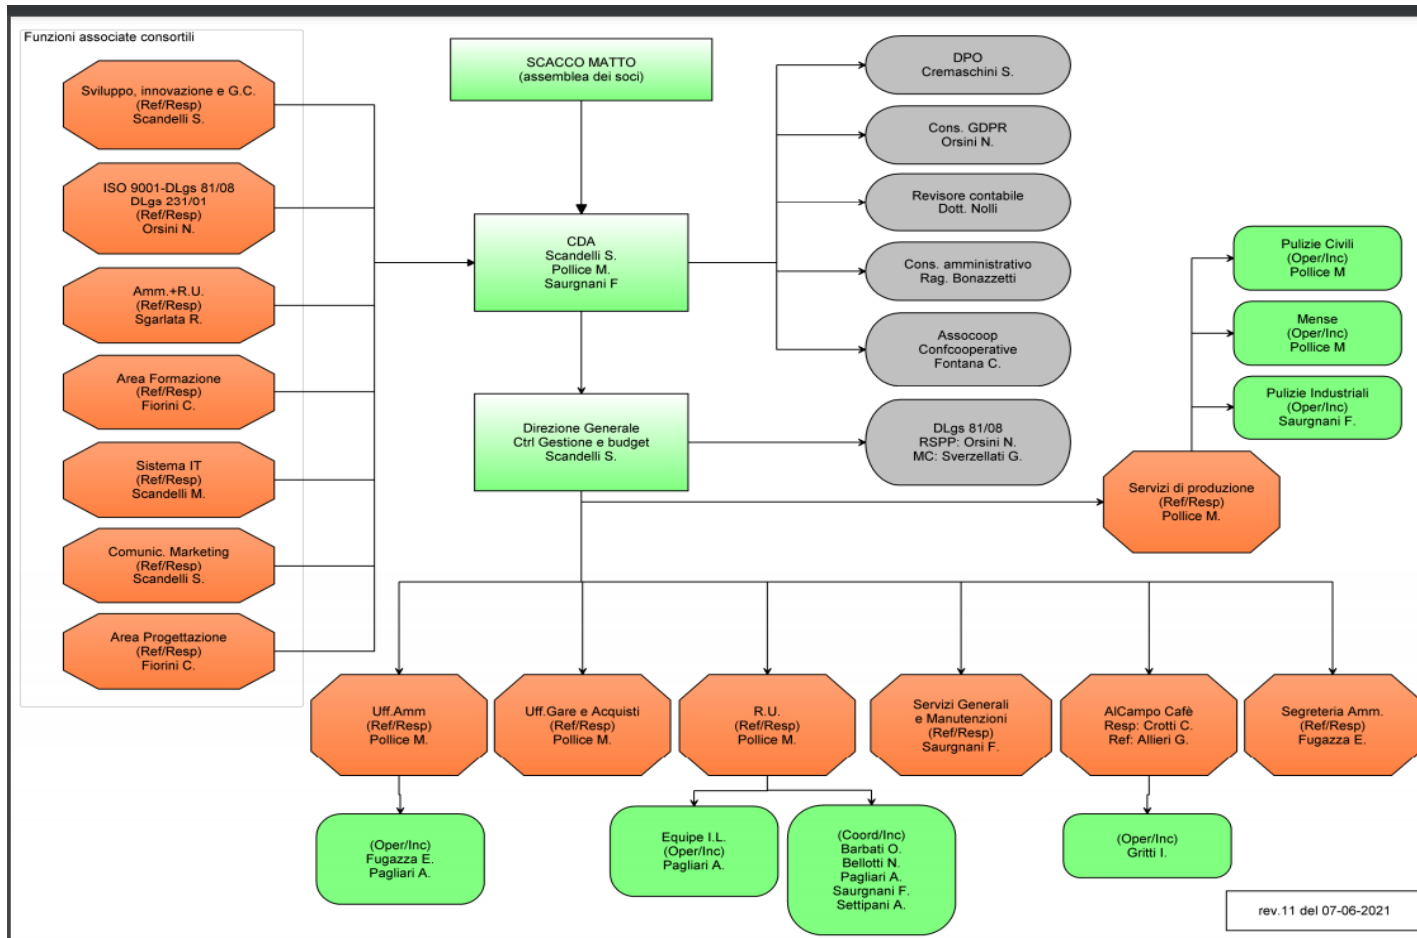 Funzioni associate consortili
Sviluppo, innovazione e G.C.
(Ref/Resp)
Scandelli S.
ISO 9001-DLgs 81/08
DLgs 231/01
(Ref/Resp)
Orsini N.
Amm.+R.U.
(Ref/Resp)
Sgarlata R.
Area Formazione
(Ref/Resp)
Fiorini C.
Sistema IT
(Ref/Resp)
Scandelli M.
Comunic. Marketing
(Ref/Resp)
Scandelli S.
Area Progettazione
(Ref/Resp)
Fiorini C.
SCACCO MATTO
(assemblea dei soci)
CDA
Scandelli S.
Pollice M.
Saurgnani F
Direzione Generale
Ctrl Gestione e budget
Scandelli S.
DPO
Cremaschini S.
Cons. GDPR
Orsini N.
Revisore contabile
Dott. Nolli
Cons. amministrativo
Rag. Bonazzetti
Assocoop
Confcooperative
Fontana C.
DLgs 81/08
RSPP: Orsini N.
MC: Sverzellati G.
Pulizie Civili
(Oper/Inc)
Pollice M
Mense
(Oper/Inc)
Pollice M
Pulizie Industriali
(Oper/Inc)
Saurgnani F.
Servizi di produzione
(Ref/Resp)
Pollice M.
Uff.Amm
(Ref/Resp)
Pollice M.
Uff.Gare e Acquisti
(Ref/Resp)
Pollice M.
R.U.
(Ref/Resp)
Pollice M.
Servizi Generali
e Manutenzioni
(Ref/Resp)
Saurgnani F.
AlCampo Cafè
Resp: Crotti C.
Ref: Allieri G.
Segreteria Amm.
(Ref/Resp)
Fugazza E.
(Oper/Inc)
Fugazza E.
Pagliari A.
Equipe I.L.
(Oper/Inc)
Pagliari A.
(Coord/Inc)
Barbati O.
Bellotti N.
Pagliari A.
Saurgnani F.
Settipani A.
(Oper/Inc)
Gritti I.
rev.11 del 07-06-2021